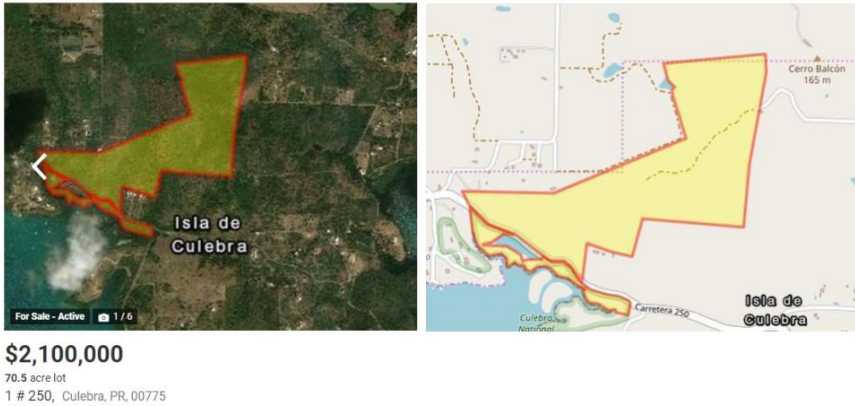 Isla de
Culebra
For Sale - Active 1 / 6
Cerro Balcón
165 m
Carretera 250
Isla de
Culebra
Culebra
National
$2,100,000
70.5 acre lot
1 # 250, Culebra, PR, 00775